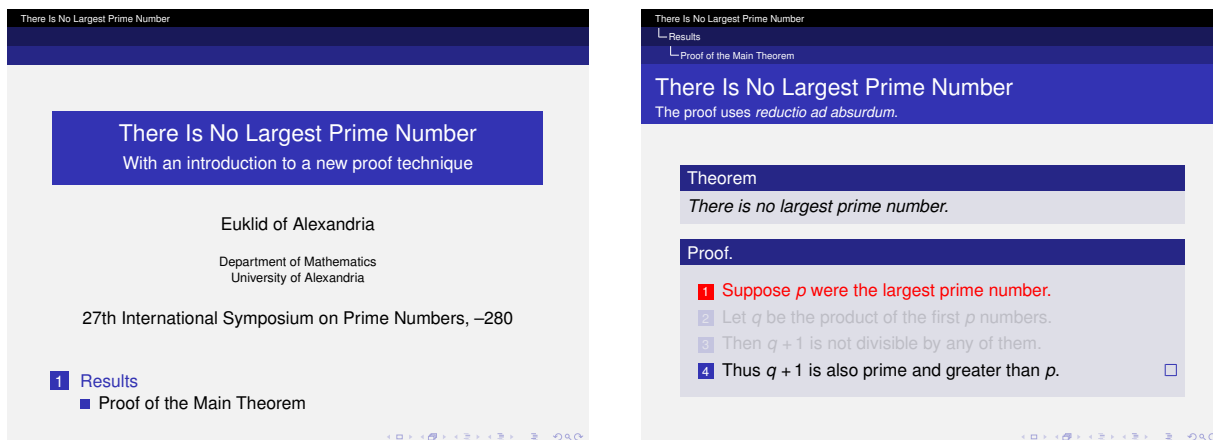 There Is No Largest Prime Number
There Is No Largest Prime Number
With an introduction to a new proof technique
Euklid of Alexandria
Department of Mathematics
University of Alexandria
27th International Symposium on Prime Numbers, –280
1 Results
Proof of the Main Theorem
There Is No Largest Prime Number
Results
Proof of the Main Theorem
There Is No Largest Prime Number
The proof uses reductio ad absurdum.
Theorem
There is no largest prime number.
Proof.
1 Suppose p were the largest prime number.
2 Let q be the product of the first p numbers.
3 Then q + 1 is not divisible by any of them.
4 Thus q + 1 is also prime and greater than p.